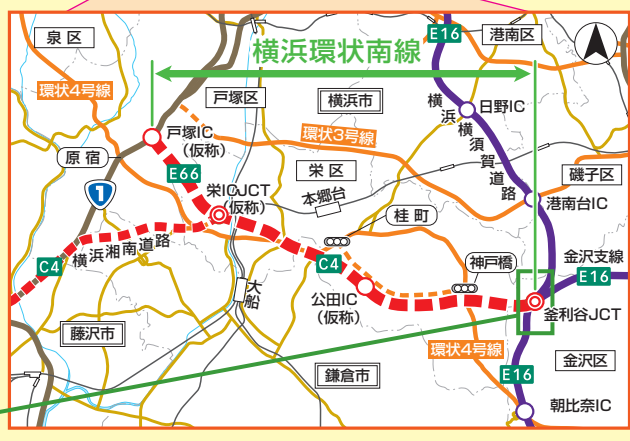 泉区
E16
港南区
横浜環状南線
環状4号線
戸塚区
横浜市
横浜横須賀道路
日野IC
戸塚IC
(仮称)
環状3号線
原宿
E66
栄区
磯子区
1
栄ICJCT
(仮称)
本郷台
桂町
港南台IC
横浜湘南道路
C4
C4
神戸橋
金沢支線
E16
大船
公田IC
(仮称)
釜利谷JCT
藤沢市
環状4号線
鎌倉市
E16
金沢区
朝比奈IC